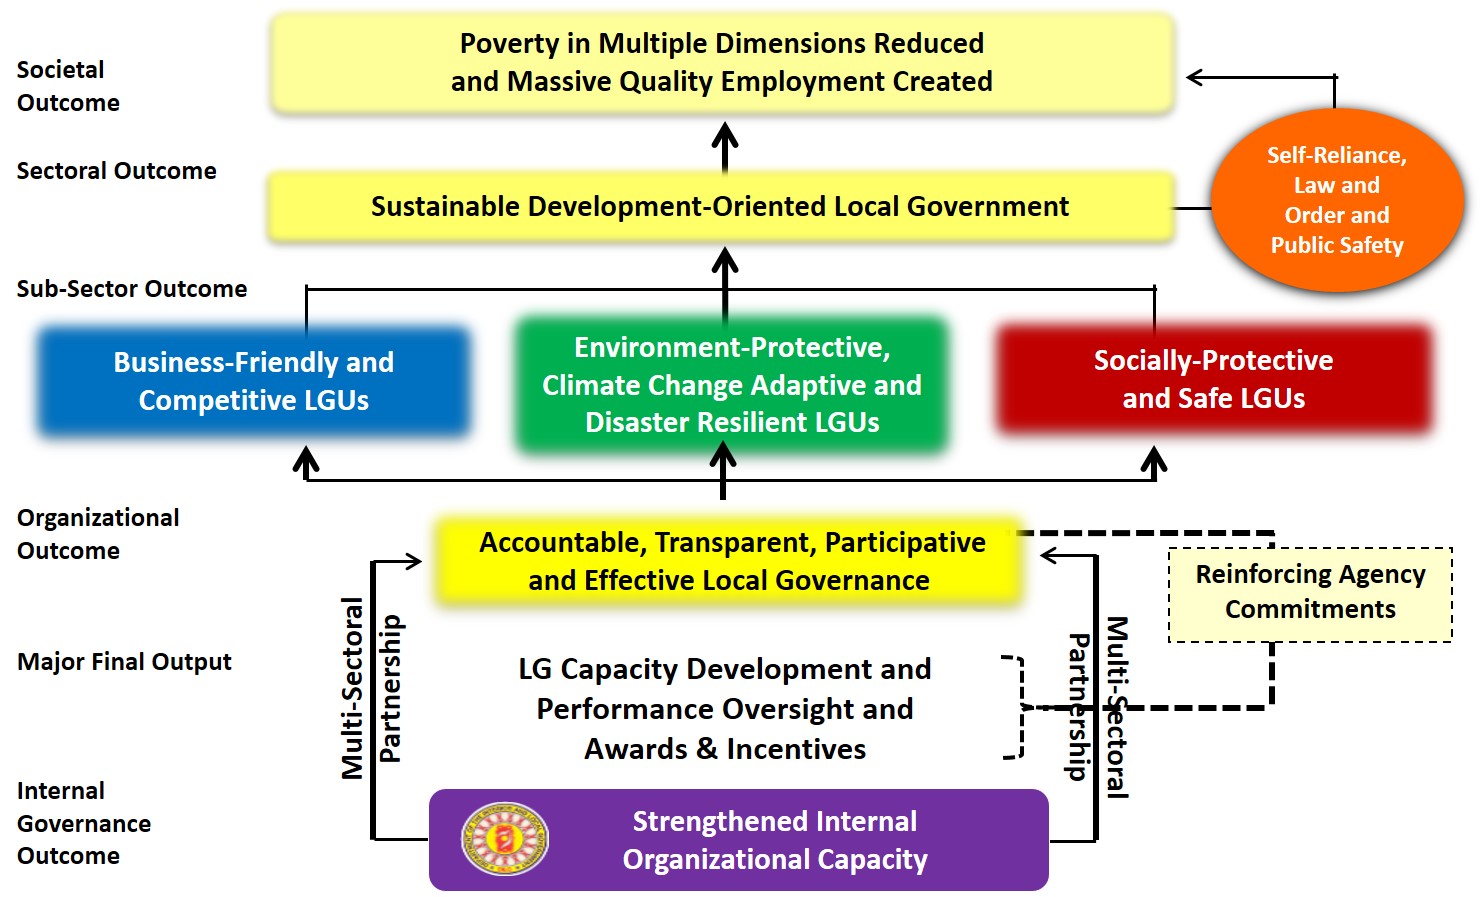 Poverty in Multiple Dimensions Reduced
and Massive Quality Employment Created
Societal
Outcome
Self-Reliance,
Law and
Order and
Public Safety
Sectoral Outcome
Sustainable Development-Oriented Local Government
Sub-Sector Outcome
Business-Friendly and
Competitive LGUs
Environment-Protective,
Climate Change Adaptive and
Disaster Resilient LGUs
Socially-Protective
and Safe LGUs
Organizational
Outcome
Accountable, Transparent, Participative
and Effective Local Governance
Reinforcing Agency
Commitments
Multi-Sectoral
Partnership
Multi-Sectoral
Partnership
Major Final Output
LG Capacity Development and
Performance Oversight and
Awards & Incentives
Internal
Governance
Outcome
Strengthened Internal
Organizational Capacity